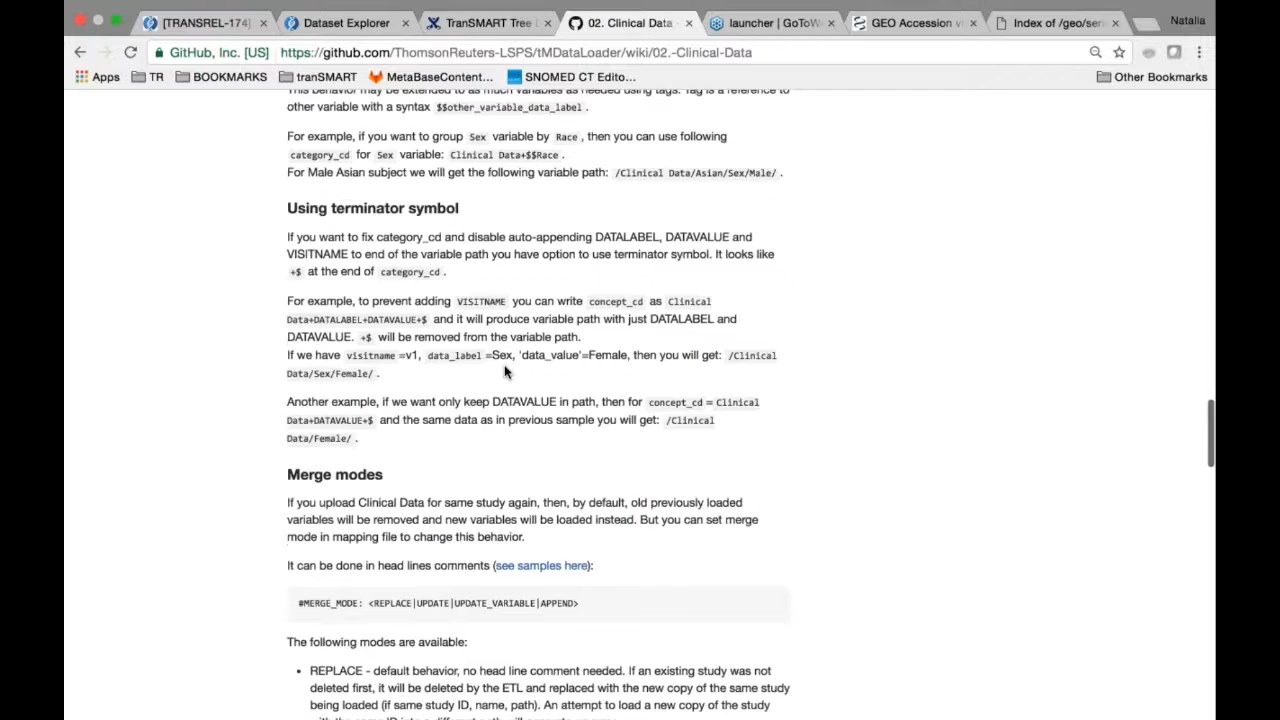 [TRANSREL-174]
Dataset Explorer
TranSMART Tree
02. Clinical Data
launcher | GoToW
GEO Accession v
Index of /geo/ser
Natalia
GitHub, Inc. [US] https://github.com/ThomsonReuters-LSPS/tMDataLoader/wiki/02.-Clinical-Data
Apps TR BOOKMARKS tranSMART MetaBaseContent... SNOMED CT Edito... Other Bookmarks
This behavior may be extended to as much variables as needed using tags. Tag is a reference to
other variable with a syntax $$other_variable_data_label .
For example, if you want to group Sex variable by Race , then you can use following
category_cd for Sex variable: Clinical Data+$$Race .
For Male Asian subject we will get the following variable path: /Clinical Data/Asian/Sex/Male/ .
Using terminator symbol
If you want to fix category_cd and disable auto-appending DATALABEL, DATAVALUE and
VISITNAME to end of the variable path you have option to use terminator symbol. It looks like
+$ at the end of category_cd .
For example, to prevent adding VISITNAME you can write concept_cd as Clinical
Data+DATALABEL+DATAVALUE+$ and it will produce variable path with just DATALABEL and
DATAVALUE. +$ will be removed from the variable path.
If we have visitname =v1, data_label =Sex, 'data_value'=Female, then you will get: /Clinical
Data/Sex/Female/ .
Another example, if we want only keep DATAVALUE in path, then for concept_cd = Clinical
Data+DATAVALUE+$ and the same data as in previous sample you will get: /Clinical
Data/Female/ .
Merge modes
If you upload Clinical Data for same study again, then, by default, old previously loaded
variables will be removed and new variables will be loaded instead. But you can set merge
mode in mapping file to change this behavior.
It can be done in head lines comments (see samples here):
#MERGE_MODE: <REPLACE|UPDATE|UPDATE_VARIABLE|APPEND>
The following modes are available:
• REPLACE - default behavior, no head line comment needed. If an existing study was not
deleted first, it will be deleted by the ETL and replaced with the new copy of the same study
being loaded (if same study ID, name, path). An attempt to load a new copy of the study